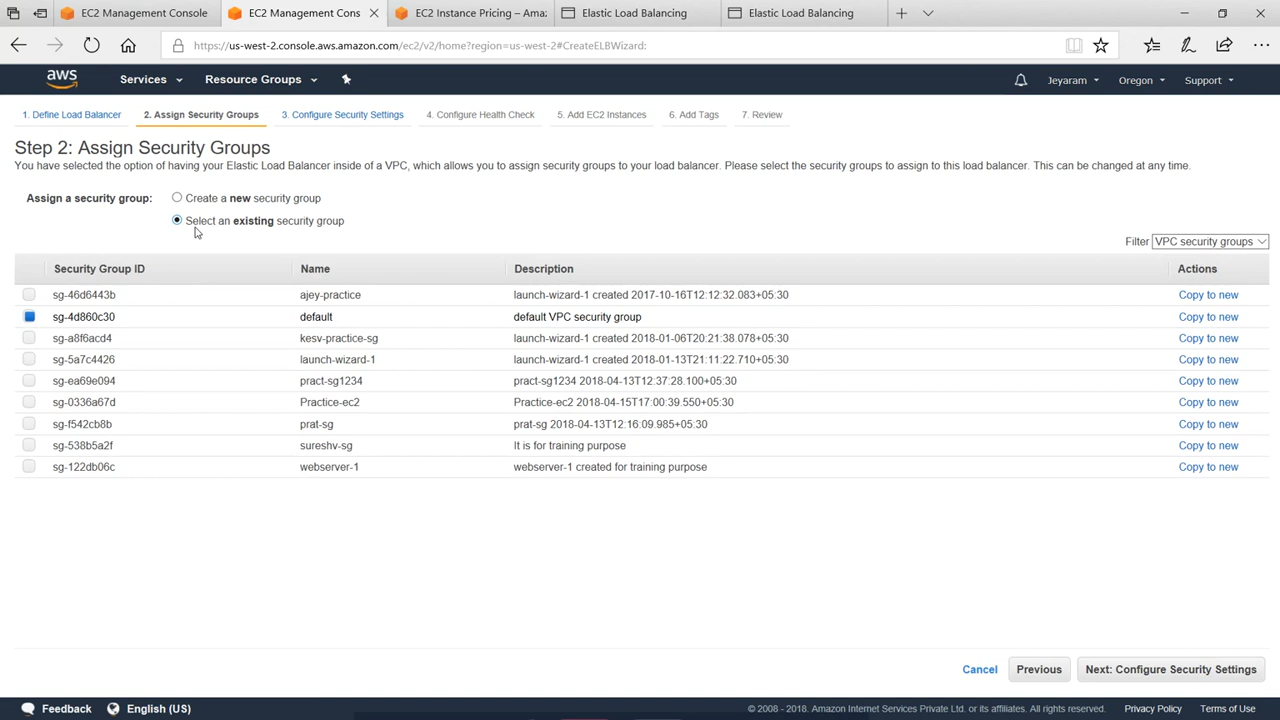 EC2 Management Console
EC2 Management Cons
EC2 Instance Pricing – Ama:
Elastic Load Balancing
Elastic Load Balancing
https://us-west-2.console.aws.amazon.com/ec2/v2/home?region=us-west-2#CreateELBWizard:
aws
Services
Resource Groups
Jeyaram
Oregon
Support
1. Define Load Balancer
2. Assign Security Groups
3. Configure Security Settings
4. Configure Health Check
5. Add EC2 Instances
6. Add Tags
7. Review
Step 2: Assign Security Groups
You have selected the option of having your Elastic Load Balancer inside of a VPC, which allows you to assign security groups to your load balancer. Please select the security groups to assign to this load balancer. This can be changed at any time.
Assign a security group:
Create a new security group
Select an existing security group
Filter VPC security groups
Security Group ID Name Description Actions
sg-46d6443b ajey-practice launch-wizard-1 created 2017-10-16T12:12:32.083+05:30 Copy to new
sg-4d860c30 default default VPC security group Copy to new
sg-a8f6acd4 kesv-practice-sg launch-wizard-1 created 2018-01-06T20:21:38.078+05:30 Copy to new
sg-5a7c4426 launch-wizard-1 launch-wizard-1 created 2018-01-13T21:11:22.710+05:30 Copy to new
sg-ea69e094 pract-sg1234 pract-sg1234 2018-04-13T12:37:28.100+05:30 Copy to new
sg-0336a67d Practice-ec2 Practice-ec2 2018-04-15T17:00:39.550+05:30 Copy to new
sg-f542cb8b prat-sg prat-sg 2018-04-13T12:16:09.985+05:30 Copy to new
sg-538b5a2f sureshv-sg It is for training purpose Copy to new
sg-122db06c webserver-1 webserver-1 created for training purpose Copy to new
Cancel
Previous
Next: Configure Security Settings
Feedback
English (US)
© 2008 - 2018, Amazon Internet Services Private Ltd. or its affiliates. All rights reserved.
Privacy Policy
Terms of Use